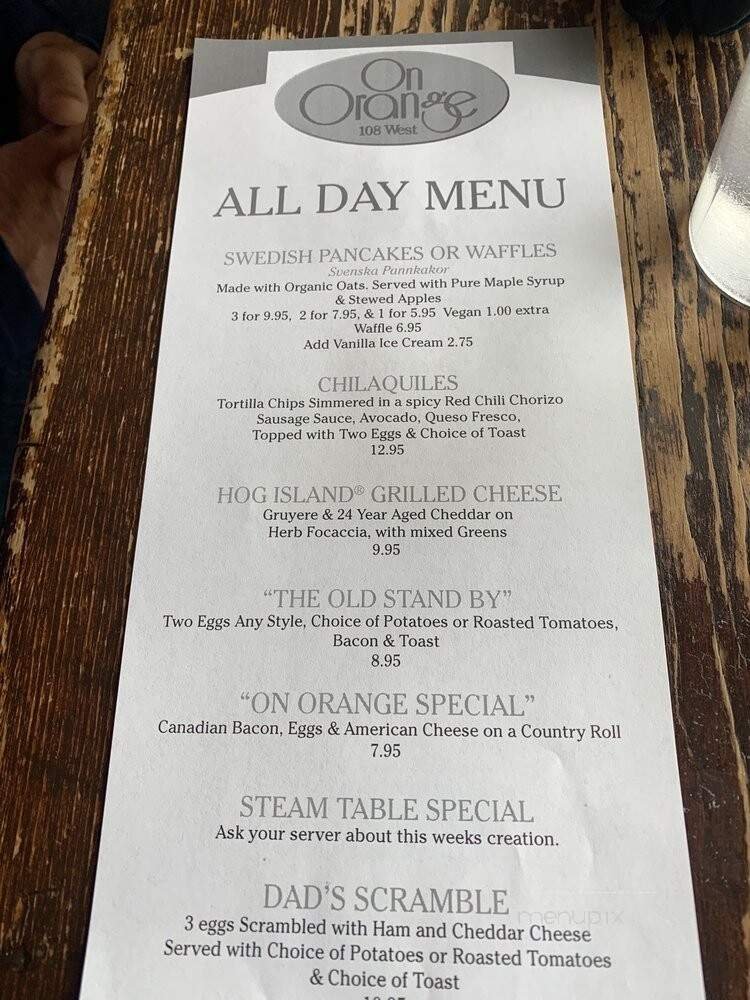 On
Orange
108 West
ALL DAY MENU
SWEDISH PANCAKES OR WAFFLES
Svenska Pannkakor
Made with Organic Oats. Served with Pure Maple Syrup
& Stewed Apples
3 for 9.95, 2 for 7.95, & 1 for 5.95 Vegan 1.00 extra
Waffle 6.95
Add Vanilla Ice Cream 2.75
CHILAQUILES
Tortilla Chips Simmered in a spicy Red Chili Chorizo
Sausage Sauce, Avocado, Queso Fresco,
Topped with Two Eggs & Choice of Toast
12.95
HOG ISLAND® GRILLED CHEESE
Gruyere & 24 Year Aged Cheddar on
Herb Focaccia, with mixed Greens
9.95
“THE OLD STAND BY”
Two Eggs Any Style, Choice of Potatoes or Roasted Tomatoes,
Bacon & Toast
8.95
“ON ORANGE SPECIAL”
Canadian Bacon, Eggs & American Cheese on a Country Roll
7.95
STEAM TABLE SPECIAL
Ask your server about this weeks creation.
DAD'S SCRAMBLE
menupix
3 eggs Scrambled with Ham and Cheddar Cheese
Served with Choice of Potatoes or Roasted Tomatoes
& Choice of Toast